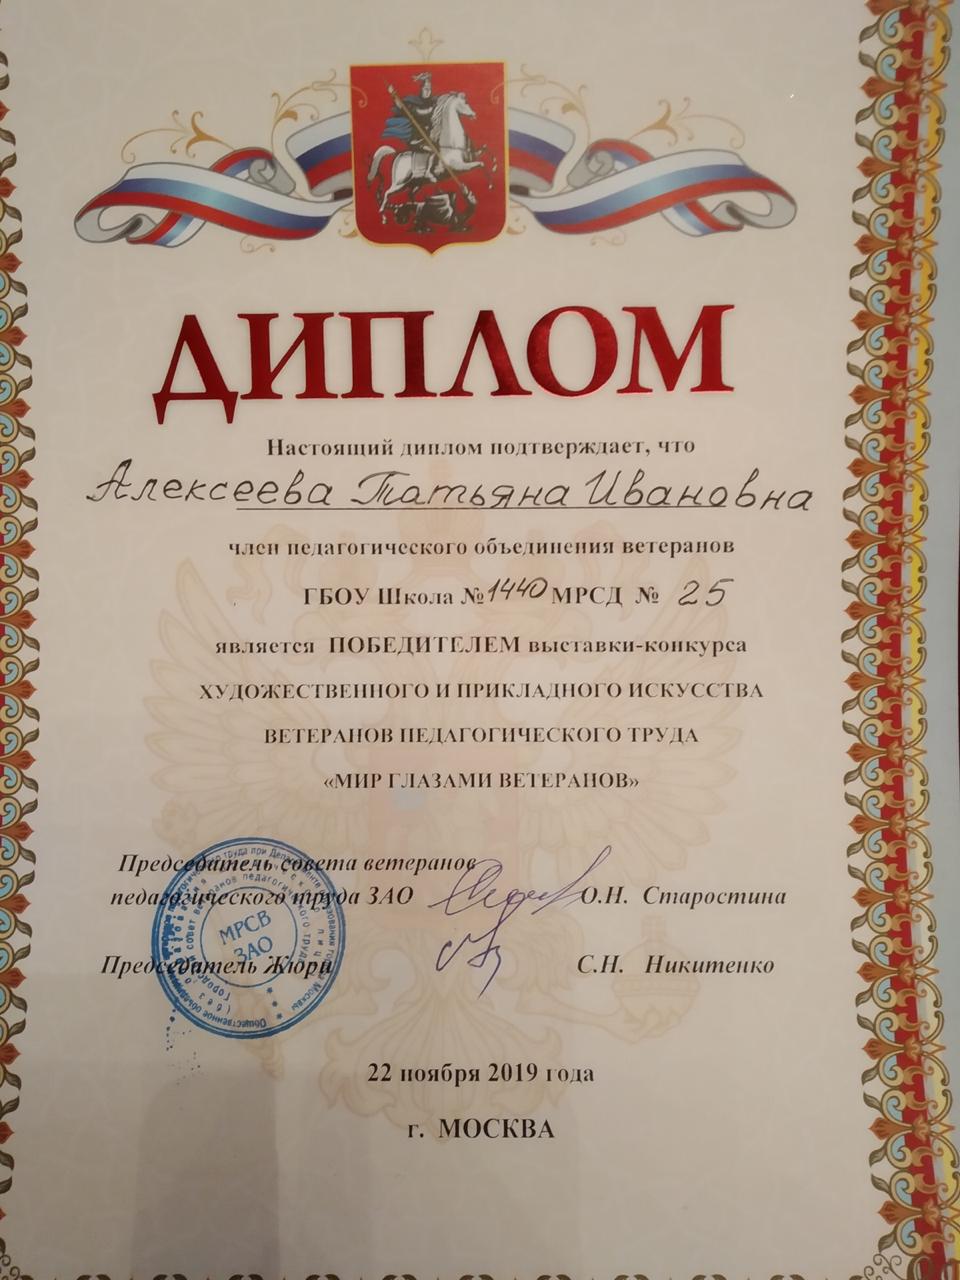 ДИПЛОМ
Настоящий диплом подтверждает, что
Алексеева Татьяна Ивановна
член педагогического объединения ветеранов
ГБОУ Школа №1440 МРСД № 25
является ПОБЕДИТЕЛЕМ выставки-конкурса
ХУДОЖЕСТВЕННОГО И ПРИКЛАДНОГО ИСКУССТВА
ВЕТЕРАНОВ ПЕДАГОГИЧЕСКОГО ТРУДА
«МИР ГЛАЗАМИ ВЕТЕРАНОВ»
Председатель совета ветеранов
педагогического труда ЗАО О.Н. Старостина
МРСВ
ЗАО
Председатель Жюри С.Н. Никитенко
22 ноября 2019 года
г. МОСКВА